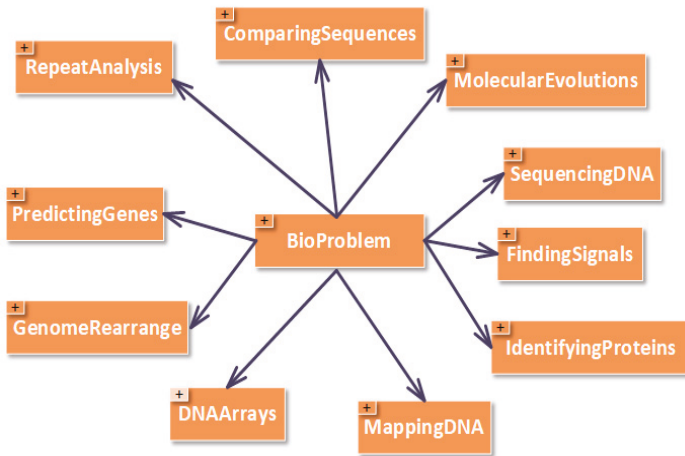 +
ComparingSequences
+
RepeatAnalysis
+
MolecularEvolutions
+
SequencingDNA
+
PredictingGenes
+
BioProblem
+
FindingSignals
+
GenomeRearrange
+
IdentifyingProteins
+
DNAArrays
+
MappingDNA